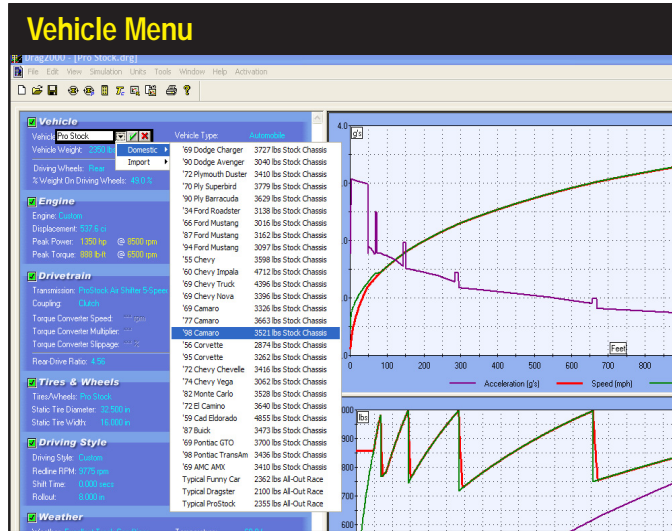 Vehicle Menu
Drag2000 - [Pro Stock.drg]
File Edit View Simulation Units Tools Window Help Activation
Vehicle
Vehicle Pro Stock Vehicle Type: Automobile
Vehicle Weight: 2350 lbs Domestic
Import
Driving Wheels: Rear
% Weight On Driving Wheels: 49.0 %
Engine
Engine: Custom
Displacement: 537.6 ci
Peak Power: 1350 hp @ 8500 rpm
Peak Torque: 888 lb-ft @ 6500 rpm
Drivetrain
Transmission: ProStock Air Shifter 5-Speed
Coupling: Clutch
Torque Converter Speed: rpm
Torque Converter Multiplier:
Torque Converter Slippage: %
Rear-Drive Ratio: 4.56
Tires & Wheels
Tires/Wheels: Pro Stock
Static Tire Diameter: 32.500 in
Static Tire Width: 16.000 in
Driving Style
Driving Style: Custom
Redline RPM: 9775 rpm
Shift Time: 0.000 secs
Rollout: 8.000 in
Weather
'69 Dodge Charger 3727 lbs Stock Chassis
'90 Dodge Avenger 3040 lbs Stock Chassis
'72 Plymouth Duster 3410 lbs Stock Chassis
'70 Ply Superbird 3779 lbs Stock Chassis
'90 Ply Barracuda 3629 lbs Stock Chassis
'34 Ford Roadster 3138 lbs Stock Chassis
'66 Ford Mustang 3016 lbs Stock Chassis
'87 Ford Mustang 3162 lbs Stock Chassis
'94 Ford Mustang 3097 lbs Stock Chassis
'55 Chevy 3598 lbs Stock Chassis
'60 Chevy Impala 4712 lbs Stock Chassis
'69 Chevy Truck 4396 lbs Stock Chassis
'69 Chevy Nova 3396 lbs Stock Chassis
'69 Camaro 3326 lbs Stock Chassis
'77 Camaro 3663 lbs Stock Chassis
'98 Camaro 3521 lbs Stock Chassis
'56 Corvette 2874 lbs Stock Chassis
'95 Corvette 3262 lbs Stock Chassis
'72 Chevy Chevelle 3416 lbs Stock Chassis
'74 Chevy Vega 3062 lbs Stock Chassis
'82 Monte Carlo 3528 lbs Stock Chassis
'72 El Camino 3640 lbs Stock Chassis
'59 Cad Eldorado 4855 lbs Stock Chassis
'87 Buick 3473 lbs Stock Chassis
'69 Pontiac GTO 3700 lbs Stock Chassis
'98 Pontiac TransAm 3436 lbs Stock Chassis
'69 AMC AMX 3410 lbs Stock Chassis
Typical Funny Car 2362 lbs All-Out Race
Typical Dragster 2100 lbs All-Out Race
Typical ProStock 2355 lbs All-Out Race
4.0
g's
.0
.0
.0
0
Feet
0 100 200 300 400 500 600 700 800
Acceleration (g's) Speed (mph)
000
lbs
900
800
700
600